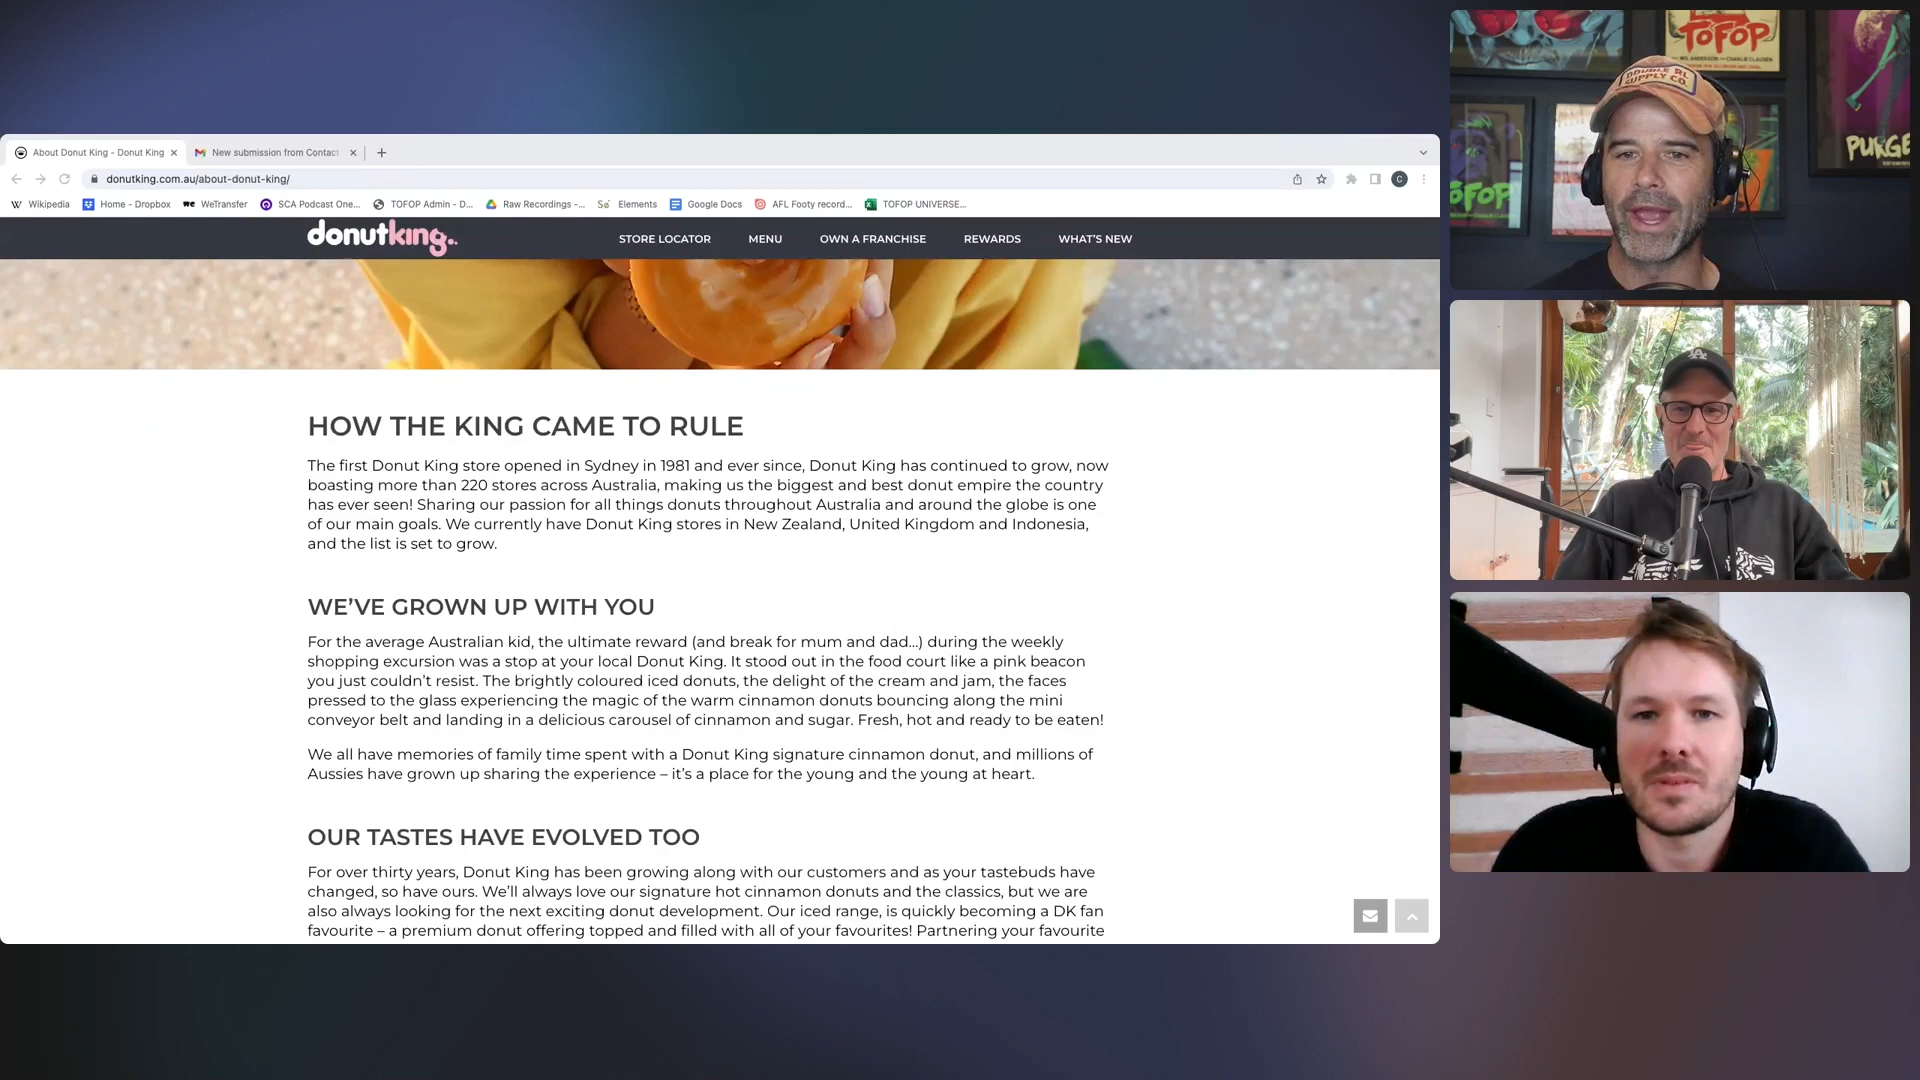 About Donut King - Donut King
New submission from Contact
donutking.com.au/about-donut-king/
C
Wikipedia
Home - Dropbox
WeTransfer
SCA Podcast One...
TOFOP Admin - D...
Raw Recordings -...
Elements
Google Docs
AFL Footy record...
TOFOP UNIVERSE...
donutking.
STORE LOCATOR
MENU
OWN A FRANCHISE
REWARDS
WHAT'S NEW
HOW THE KING CAME TO RULE
The first Donut King store opened in Sydney in 1981 and ever since, Donut King has continued to grow, now
boasting more than 220 stores across Australia, making us the biggest and best donut empire the country
has ever seen! Sharing our passion for all things donuts throughout Australia and around the globe is one
of our main goals. We currently have Donut King stores in New Zealand, United Kingdom and Indonesia,
and the list is set to grow.
WE'VE GROWN UP WITH YOU
For the average Australian kid, the ultimate reward (and break for mum and dad...) during the weekly
shopping excursion was a stop at your local Donut King. It stood out in the food court like a pink beacon
you just couldn't resist. The brightly coloured iced donuts, the delight of the cream and jam, the faces
pressed to the glass experiencing the magic of the warm cinnamon donuts bouncing along the mini
conveyor belt and landing in a delicious carousel of cinnamon and sugar. Fresh, hot and ready to be eaten!
We all have memories of family time spent with a Donut King signature cinnamon donut, and millions of
Aussies have grown up sharing the experience – it's a place for the young and the young at heart.
OUR TASTES HAVE EVOLVED TOO
For over thirty years, Donut King has been growing along with our customers and as your tastebuds have
changed, so have ours. We'll always love our signature hot cinnamon donuts and the classics, but we are
also always looking for the next exciting donut development. Our iced range, is quickly becoming a DK fan
favourite – a premium donut offering topped and filled with all of your favourites! Partnering your favourite
TOFOP
WIL ANDERSON AND CHARLIE CLAUSEN
DOUBLE RL
SUPPLY CO.
TOFOP
PURGE
LA